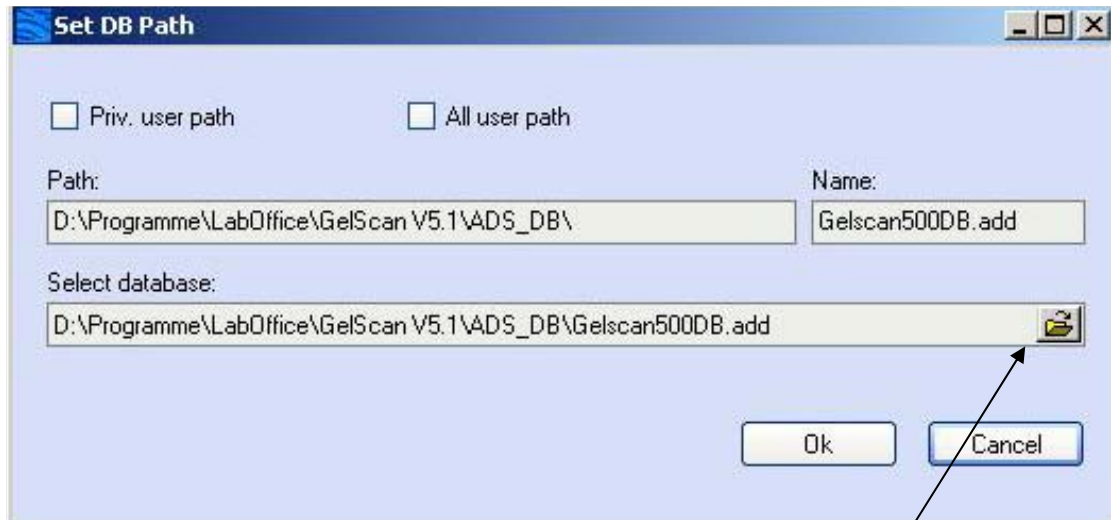 Set DB Path
Priv. user path All user path
Path: Name:
D:\Programme\LabOffice\GelScan V5.1\ADS_DB\ Gelscan500DB.add
Select database:
D:\Programme\LabOffice\GelScan V5.1\ADS_DB\Gelscan500DB.add
Ok Cancel